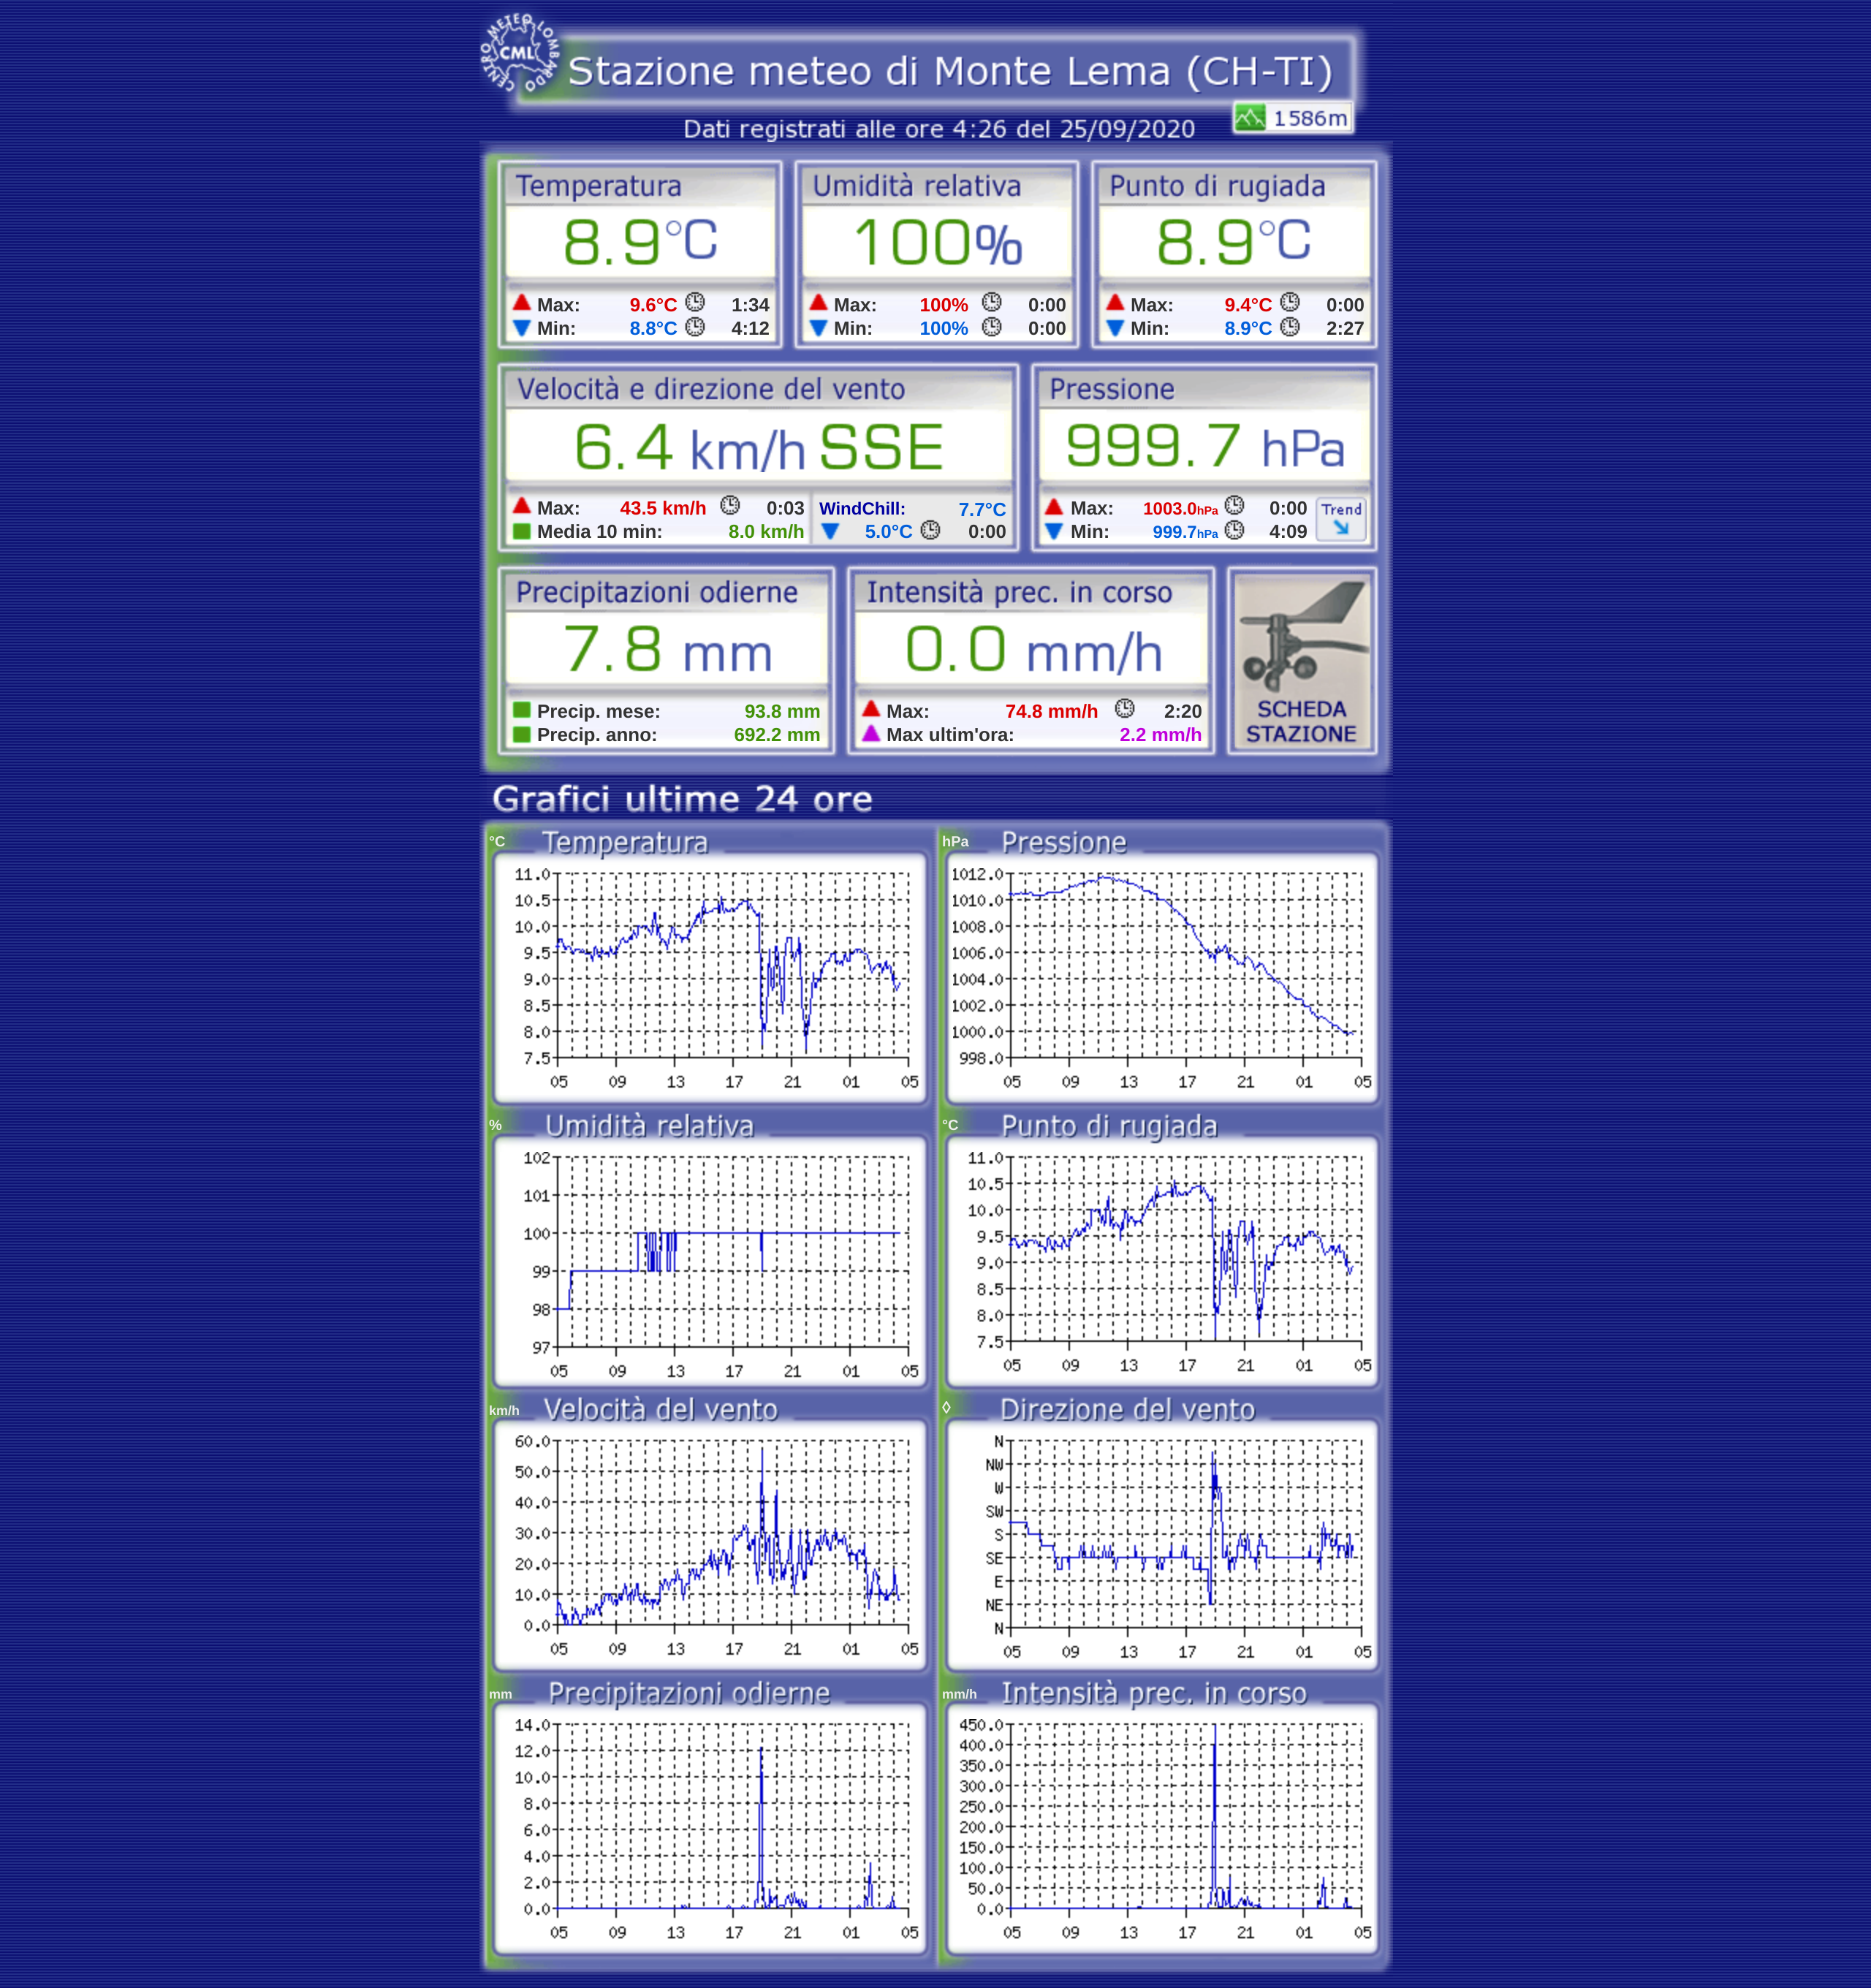 CENTRO METEO LOMBARDO
CML
Stazione meteo di Monte Lema (CH-TI)
1586m
Dati registrati alle ore 4:26 del 25/09/2020
Temperatura
8.9°C
Max: 9.6°C 1:34
Min: 8.8°C 4:12
Umidità relativa
100%
Max: 100% 0:00
Min: 100% 0:00
Punto di rugiada
8.9°C
Max: 9.4°C 0:00
Min: 8.9°C 2:27
Velocità e direzione del vento
6.4 km/h SSE
Max: 43.5 km/h 0:03
Media 10 min: 8.0 km/h
WindChill: 7.7°C
5.0°C 0:00
Pressione
999.7 hPa
Max: 1003.0hPa 0:00
Min: 999.7hPa 4:09
Trend
Precipitazioni odierne
7.8 mm
Precip. mese: 93.8 mm
Precip. anno: 692.2 mm
Intensità prec. in corso
0.0 mm/h
Max: 74.8 mm/h 2:20
Max ultim'ora: 2.2 mm/h
SCHEDA
STAZIONE
Grafici ultime 24 ore
°C Temperatura
11.0
10.5
10.0
9.5
9.0
8.5
8.0
7.5
05 09 13 17 21 01 05
hPa Pressione
1012.0
1010.0
1008.0
1006.0
1004.0
1002.0
1000.0
998.0
05 09 13 17 21 01 05
% Umidità relativa
102
101
100
99
98
97
05 09 13 17 21 01 05
°C Punto di rugiada
11.0
10.5
10.0
9.5
9.0
8.5
8.0
7.5
05 09 13 17 21 01 05
km/h Velocità del vento
60.0
50.0
40.0
30.0
20.0
10.0
0.0
05 09 13 17 21 01 05
◊ Direzione del vento
N
NW
W
SW
S
SE
E
NE
N
05 09 13 17 21 01 05
mm Precipitazioni odierne
14.0
12.0
10.0
8.0
6.0
4.0
2.0
0.0
05 09 13 17 21 01 05
mm/h Intensità prec. in corso
450.0
400.0
350.0
300.0
250.0
200.0
150.0
100.0
50.0
0.0
05 09 13 17 21 01 05